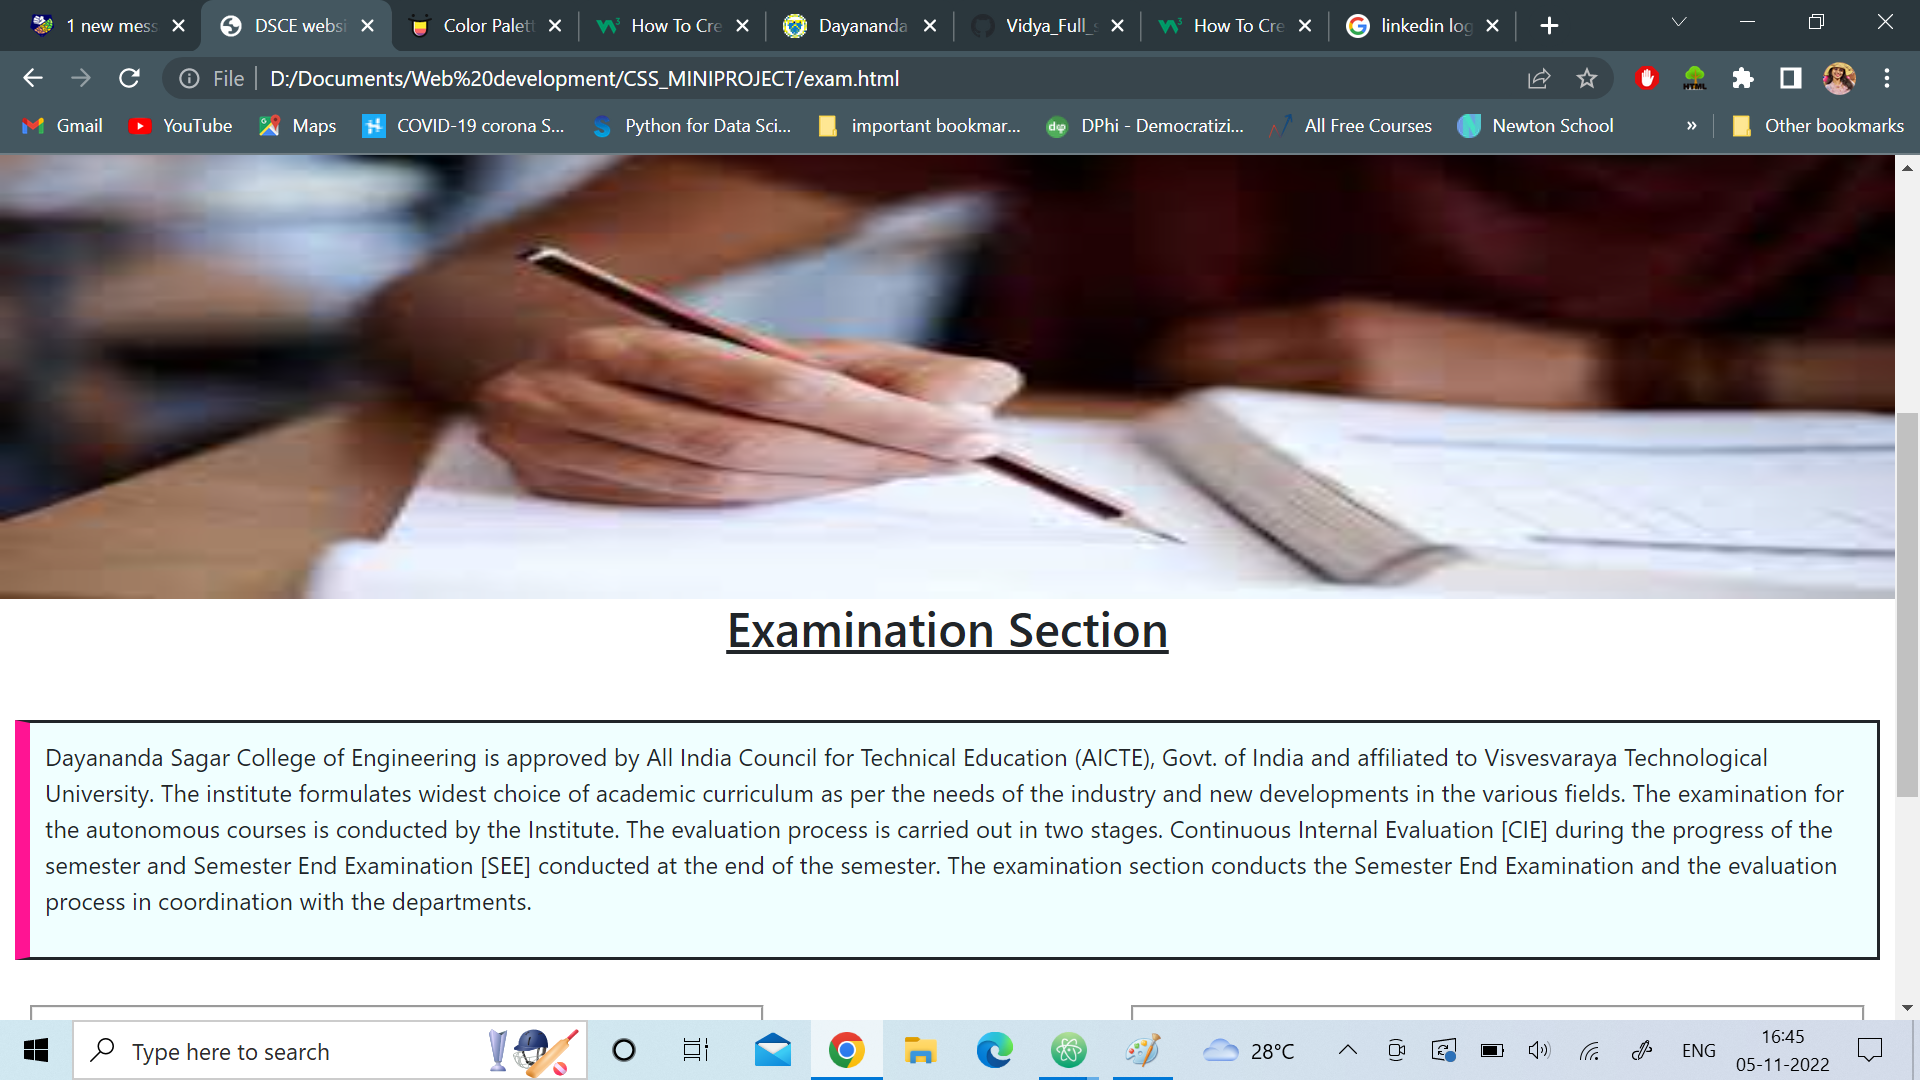 1 new mess
DSCE websi
Color Palett
How To Cre
Dayananda
Vidya_Full_s
How To Cre
linkedin log
File D:/Documents/Web%20development/CSS_MINIPROJECT/exam.html
Gmail
YouTube
Maps
COVID-19 corona S...
Python for Data Sci...
important bookmar...
DPhi - Democratizi...
All Free Courses
Newton School
»
Other bookmarks
Examination Section
Dayananda Sagar College of Engineering is approved by All India Council for Technical Education (AICTE), Govt. of India and affiliated to Visvesvaraya Technological
University. The institute formulates widest choice of academic curriculum as per the needs of the industry and new developments in the various fields. The examination for
the autonomous courses is conducted by the Institute. The evaluation process is carried out in two stages. Continuous Internal Evaluation [CIE] during the progress of the
semester and Semester End Examination [SEE] conducted at the end of the semester. The examination section conducts the Semester End Examination and the evaluation
process in coordination with the departments.
Type here to search
28°C
ENG
16:45
05-11-2022